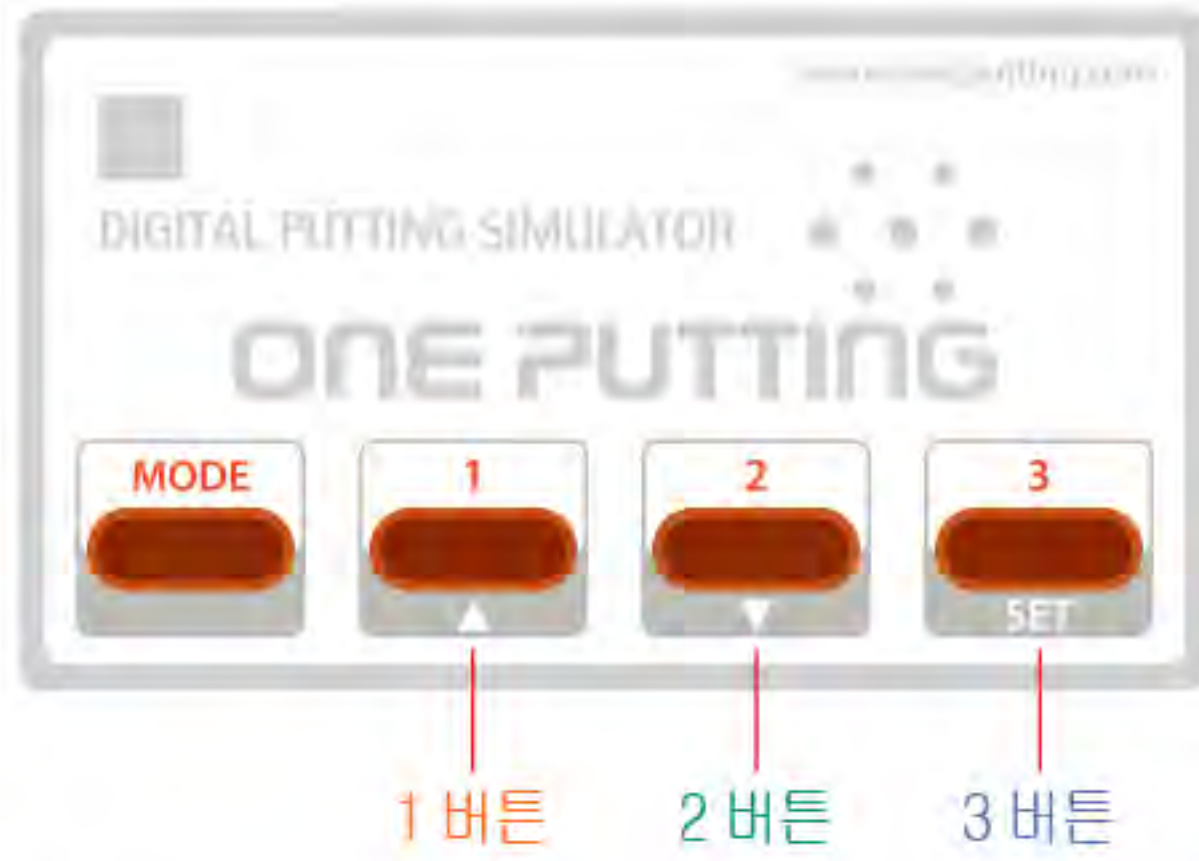 DIGITAL PUTTING SIMULATOR
ONE PUTTING
MODE 1 2 3
▲ ▼ SET
1 버튼 2 버튼 3 버튼